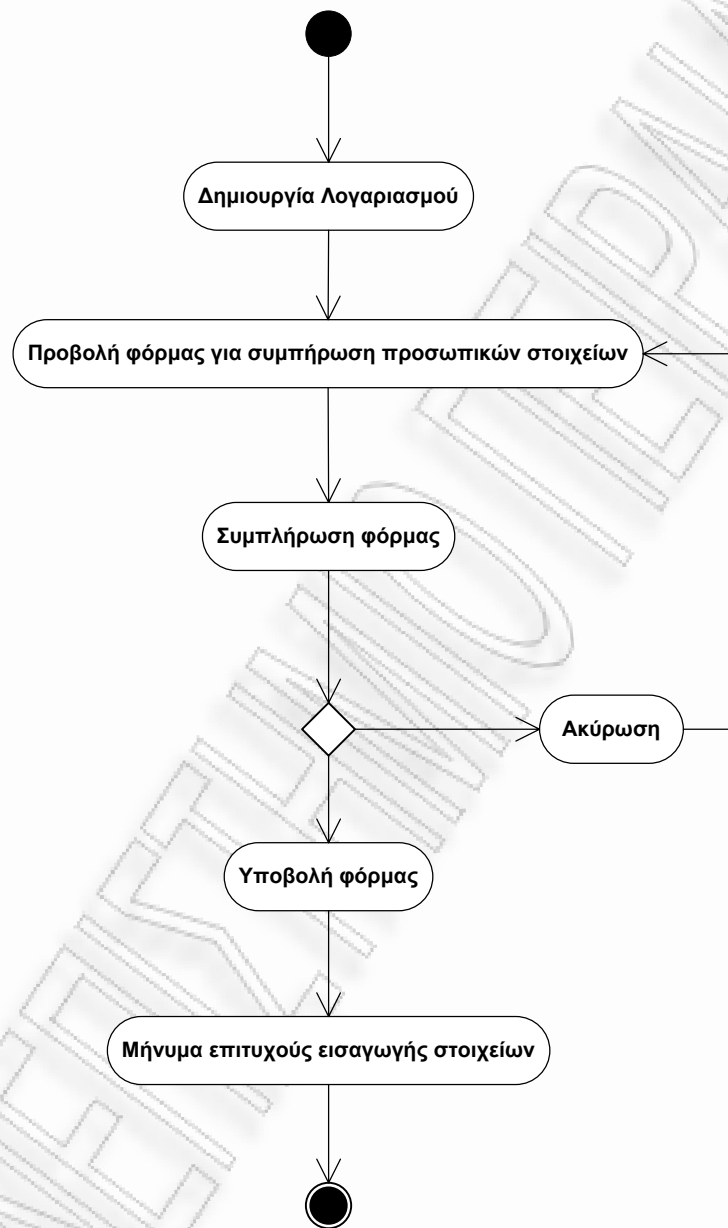 Δημιουργία Λογαριασμού
Προβολή φόρμας για συμπήρωση προσωπικών στοιχείων
Συμπλήρωση φόρμας
Ακύρωση
Υποβολή φόρμας
Μήνυμα επιτυχούς εισαγωγής στοιχείων